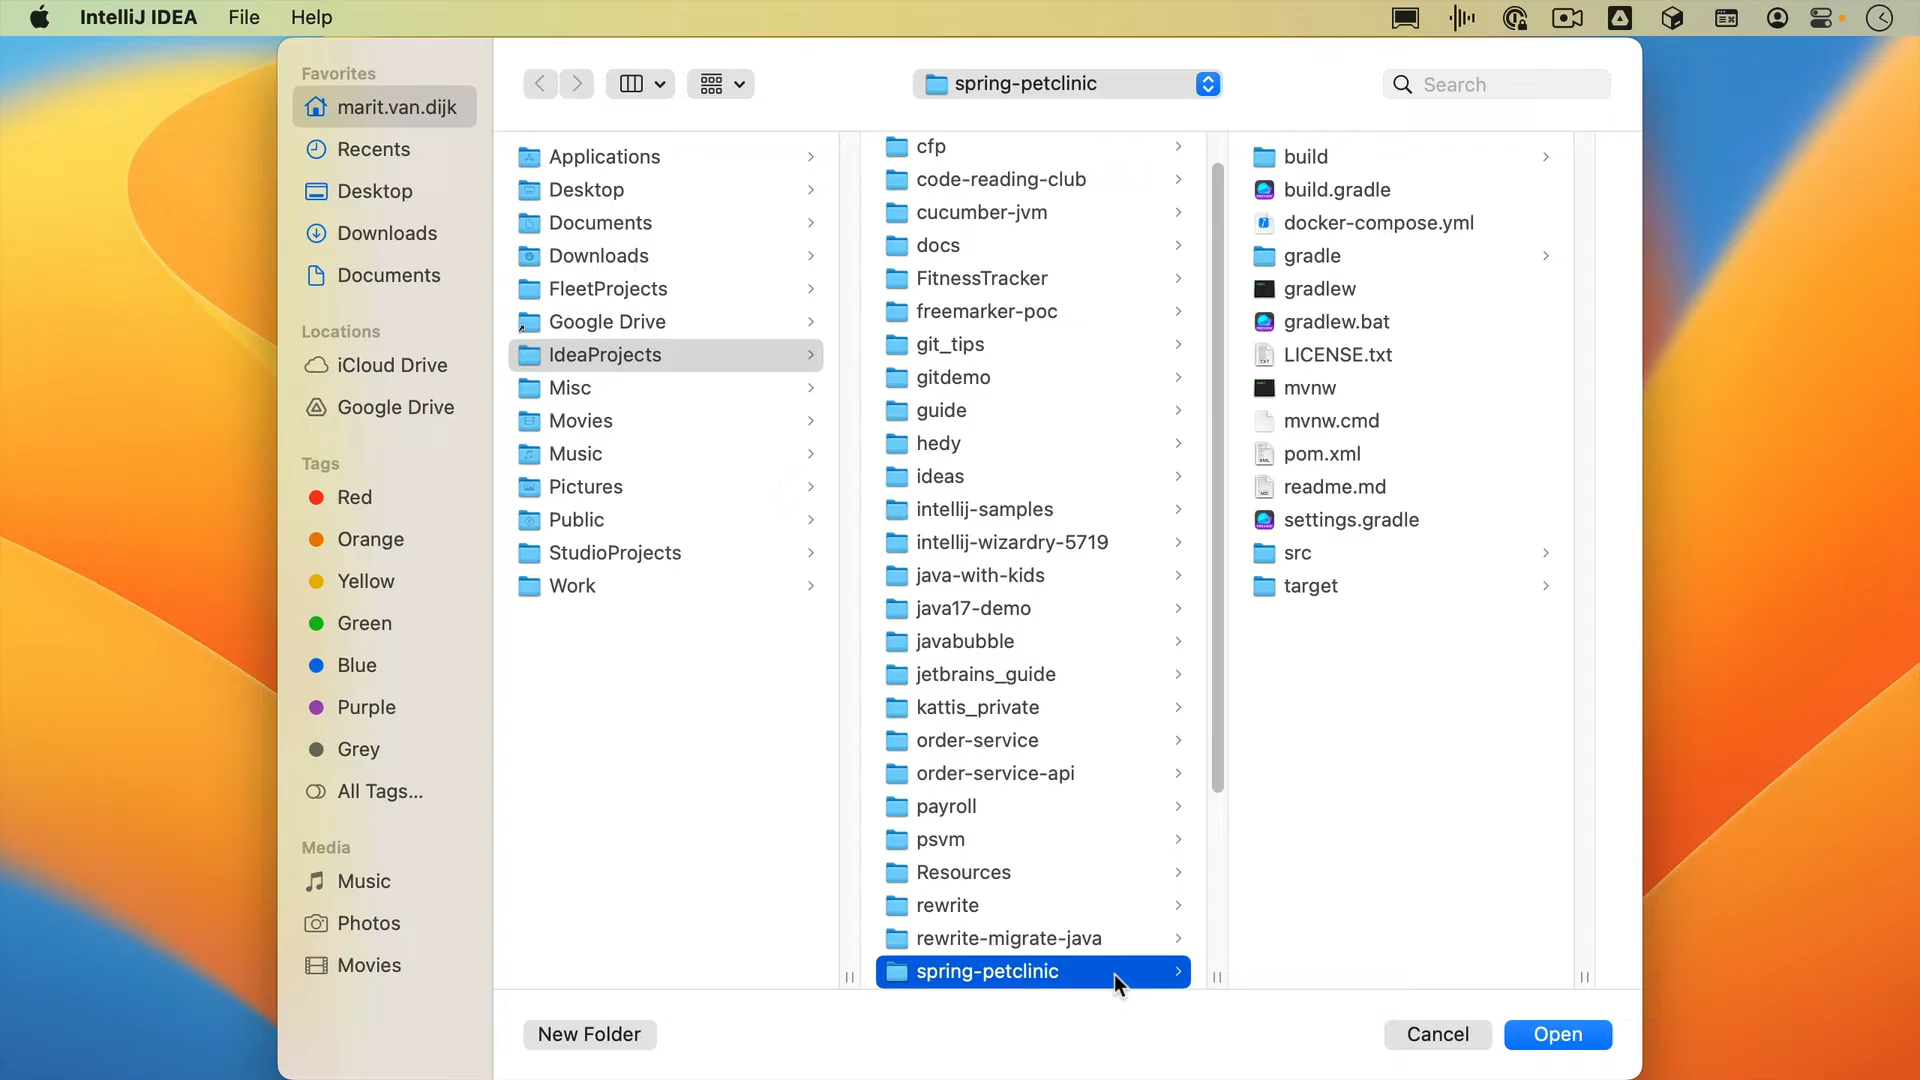 IntelliJ IDEA File Help
Favorites
marit.van.dijk
Recents
Desktop
Downloads
Documents
Locations
iCloud Drive
Google Drive
Tags
Red
Orange
Yellow
Green
Blue
Purple
Grey
All Tags...
Media
Music
Photos
Movies
spring-petclinic
Search
Applications
Desktop
Documents
Downloads
FleetProjects
Google Drive
IdeaProjects
Misc
Movies
Music
Pictures
Public
StudioProjects
Work
cfp
code-reading-club
cucumber-jvm
docs
FitnessTracker
freemarker-poc
git_tips
gitdemo
guide
hedy
ideas
intellij-samples
intellij-wizardry-5719
java-with-kids
java17-demo
javabubble
jetbrains_guide
kattis_private
order-service
order-service-api
payroll
psvm
Resources
rewrite
rewrite-migrate-java
spring-petclinic
build
build.gradle
docker-compose.yml
gradle
gradlew
gradlew.bat
LICENSE.txt
mvnw
mvnw.cmd
pom.xml
readme.md
settings.gradle
src
target
New Folder
Cancel
Open